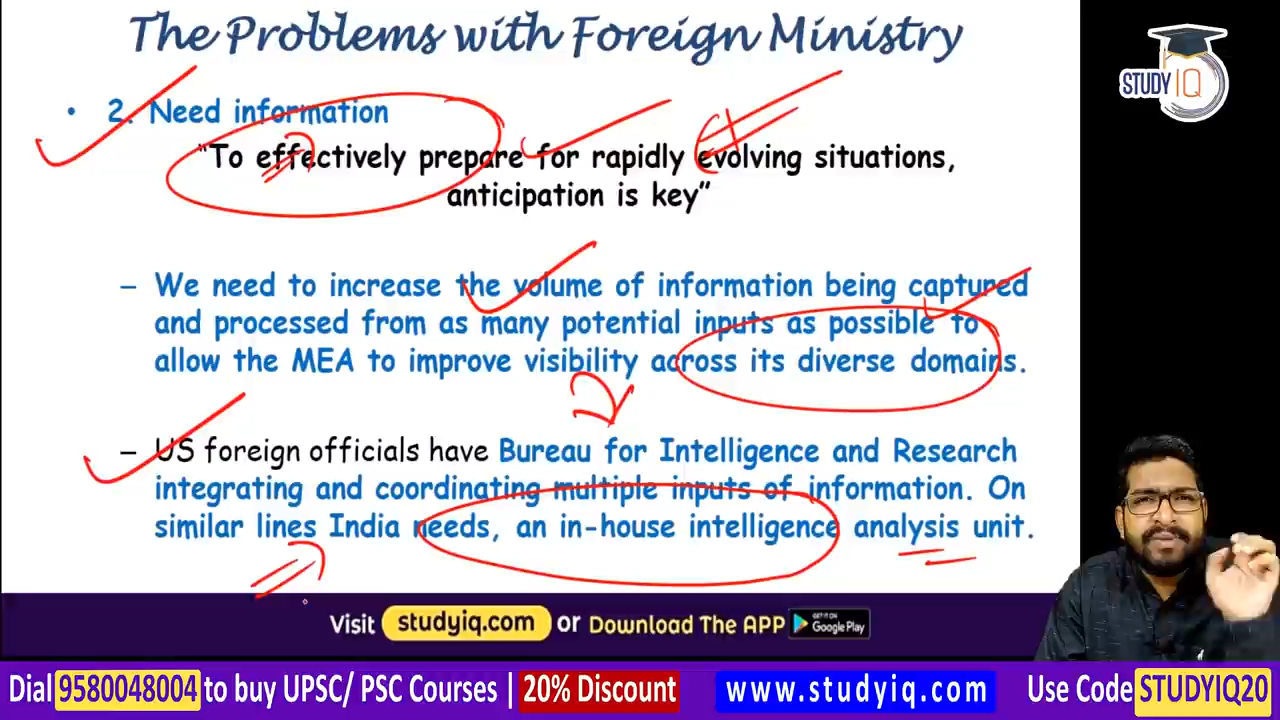 The Problems with Foreign Ministry
STUDY IQ
• 2. Need information
"To effectively prepare for rapidly evolving situations,
anticipation is key"
– We need to increase the volume of information being captured
and processed from as many potential inputs as possible to
allow the MEA to improve visibility across its diverse domains.
– US foreign officials have Bureau for Intelligence and Research
integrating and coordinating multiple inputs of information. On
similar lines India needs, an in-house intelligence analysis unit.
Visit studyiq.com or Download The APP GET IT ON Google Play
Dial 9580048004 to buy UPSC/ PSC Courses | 20% Discount www.studyiq.com Use Code STUDYIQ20